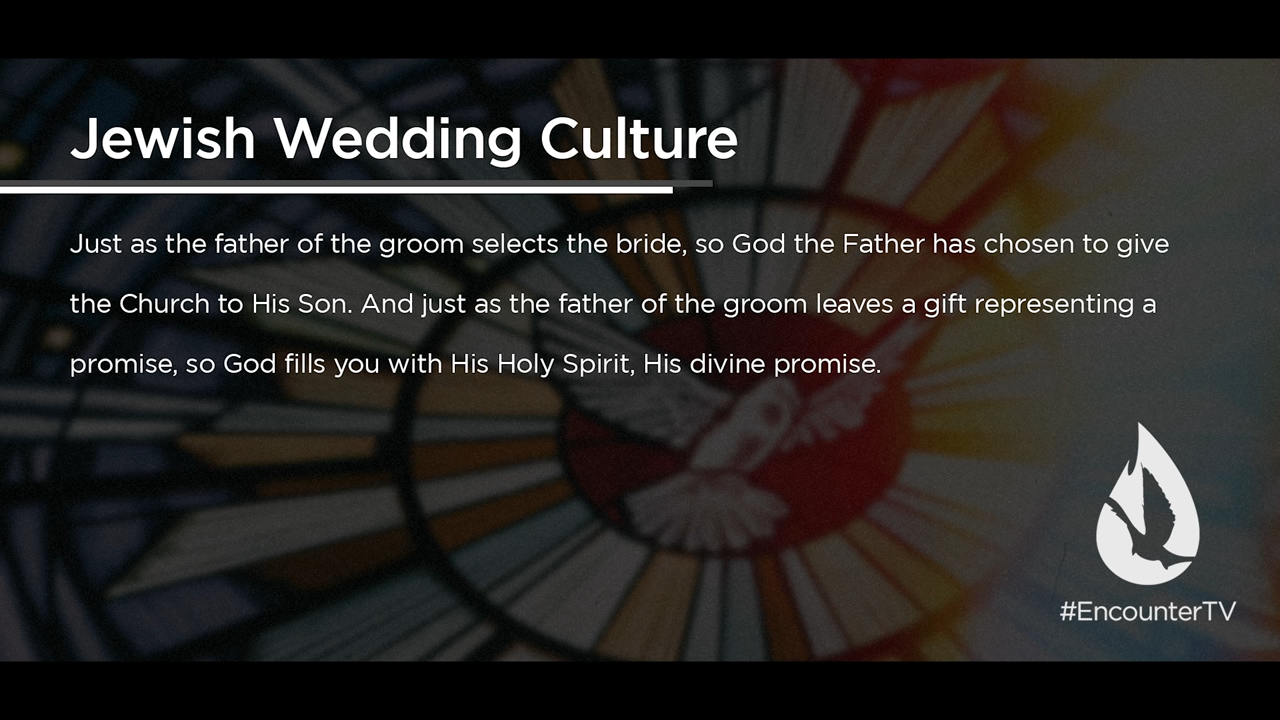 Jewish Wedding Culture
Just as the father of the groom selects the bride, so God the Father has chosen to give
the Church to His Son. And just as the father of the groom leaves a gift representing a
promise, so God fills you with His Holy Spirit, His divine promise.
#EncounterTV